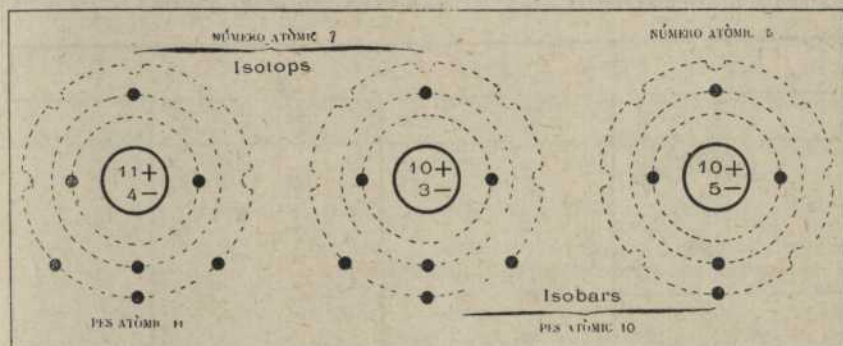 NÚMERO ATÒMIC 7
Isotops
NÚMERO ATÒMIC 5
11+
4−
10+
3−
10+
5−
PES ATÒMIC 11
Isobars
PES ATÒMIC 10